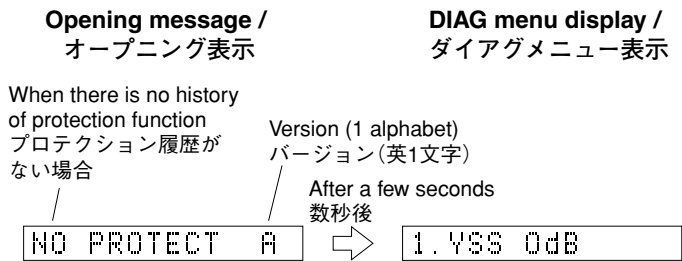 Opening message /
オープニング表示
DIAG menu display /
ダイアグメニュー表示
When there is no history
of protection function
プロテクション履歴が
ない場合
Version (1 alphabet)
バージョン（英1文字）
After a few seconds
数秒後
NO PROTECT A
1.YSS 0dB